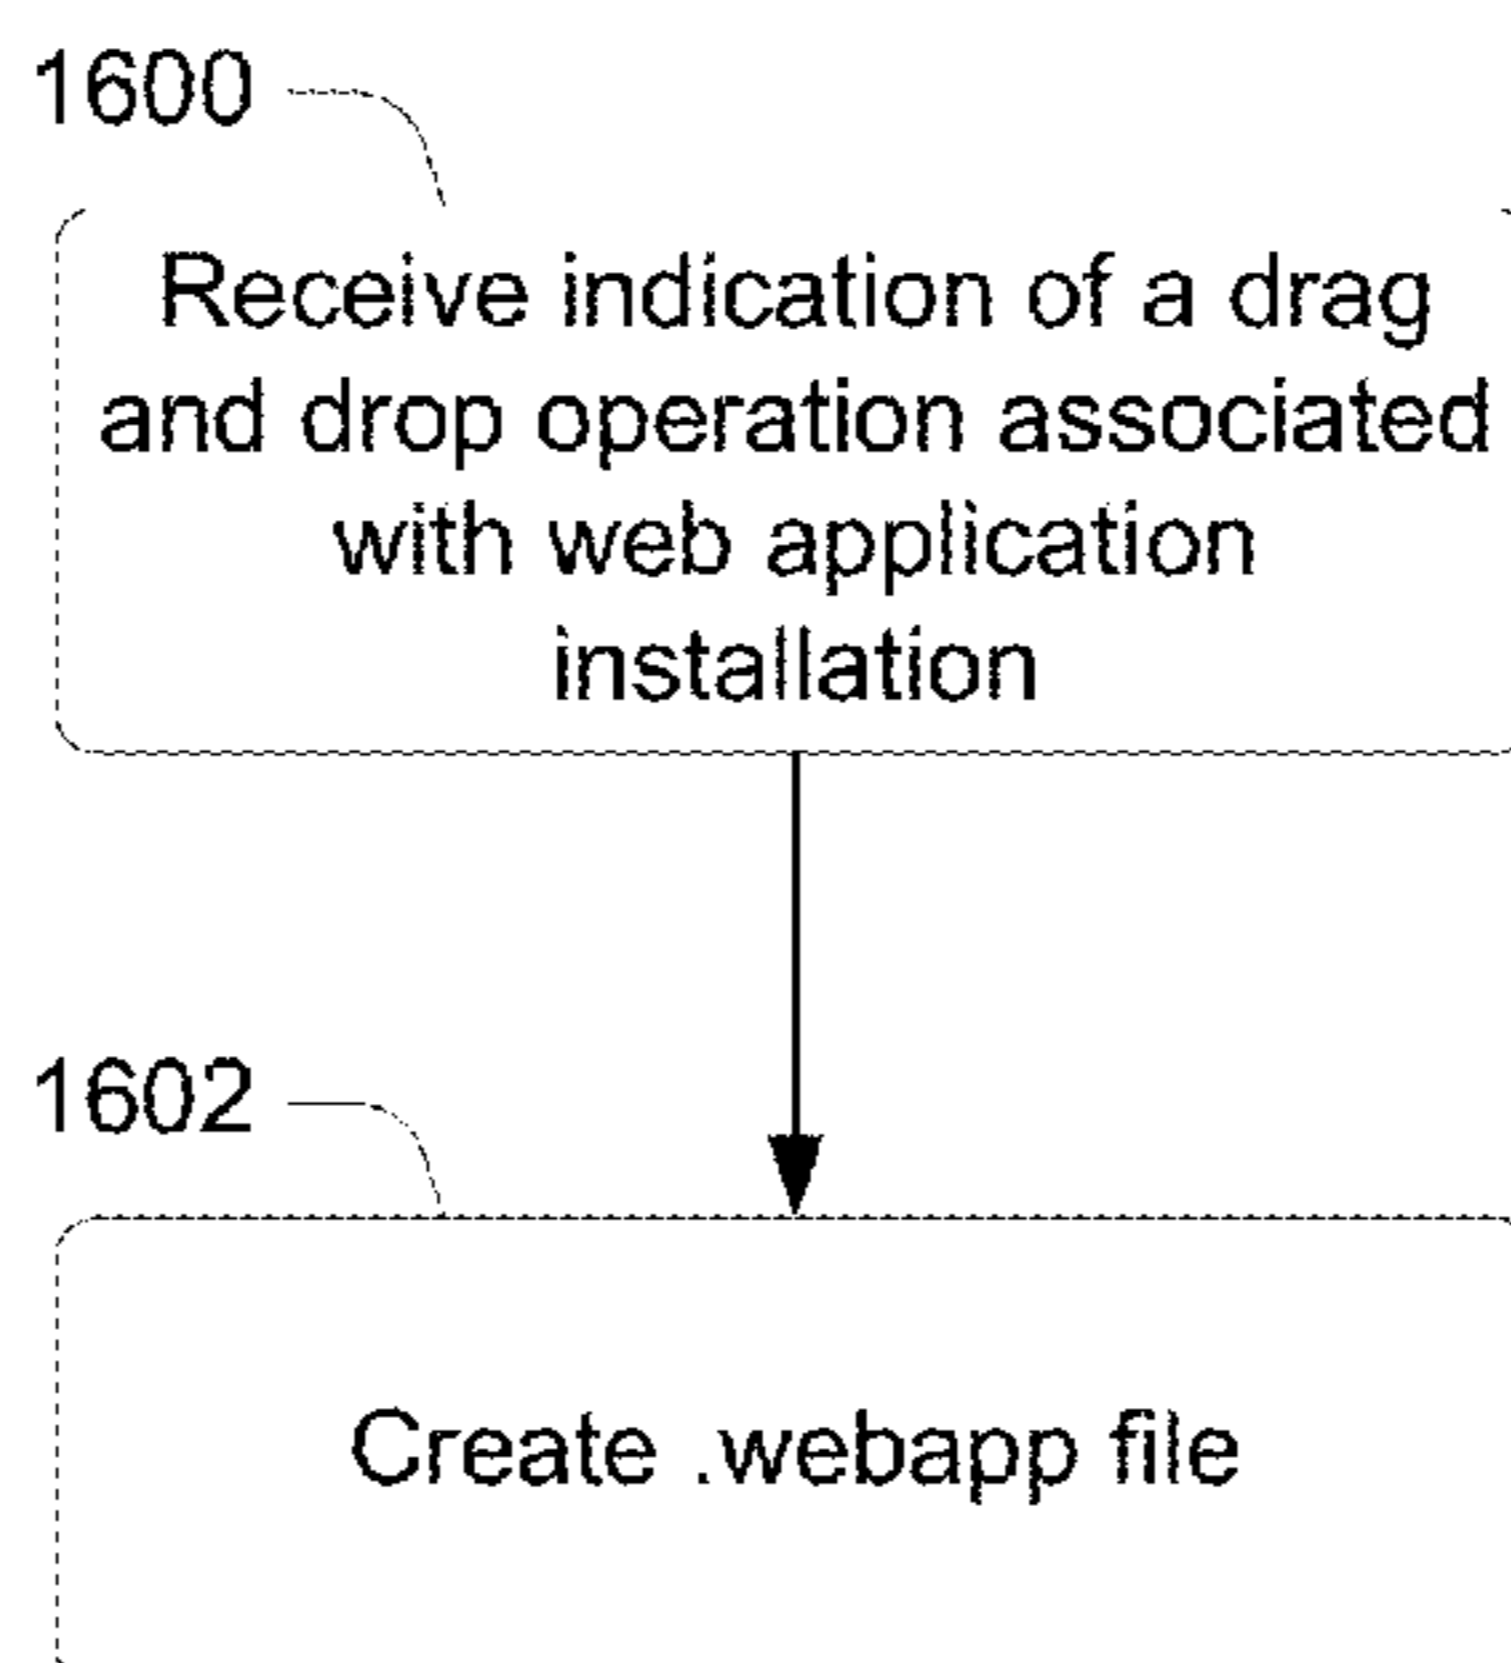 1600
Receive indication of a drag
and drop operation associated
with web application
installation
1602
Create .webapp file